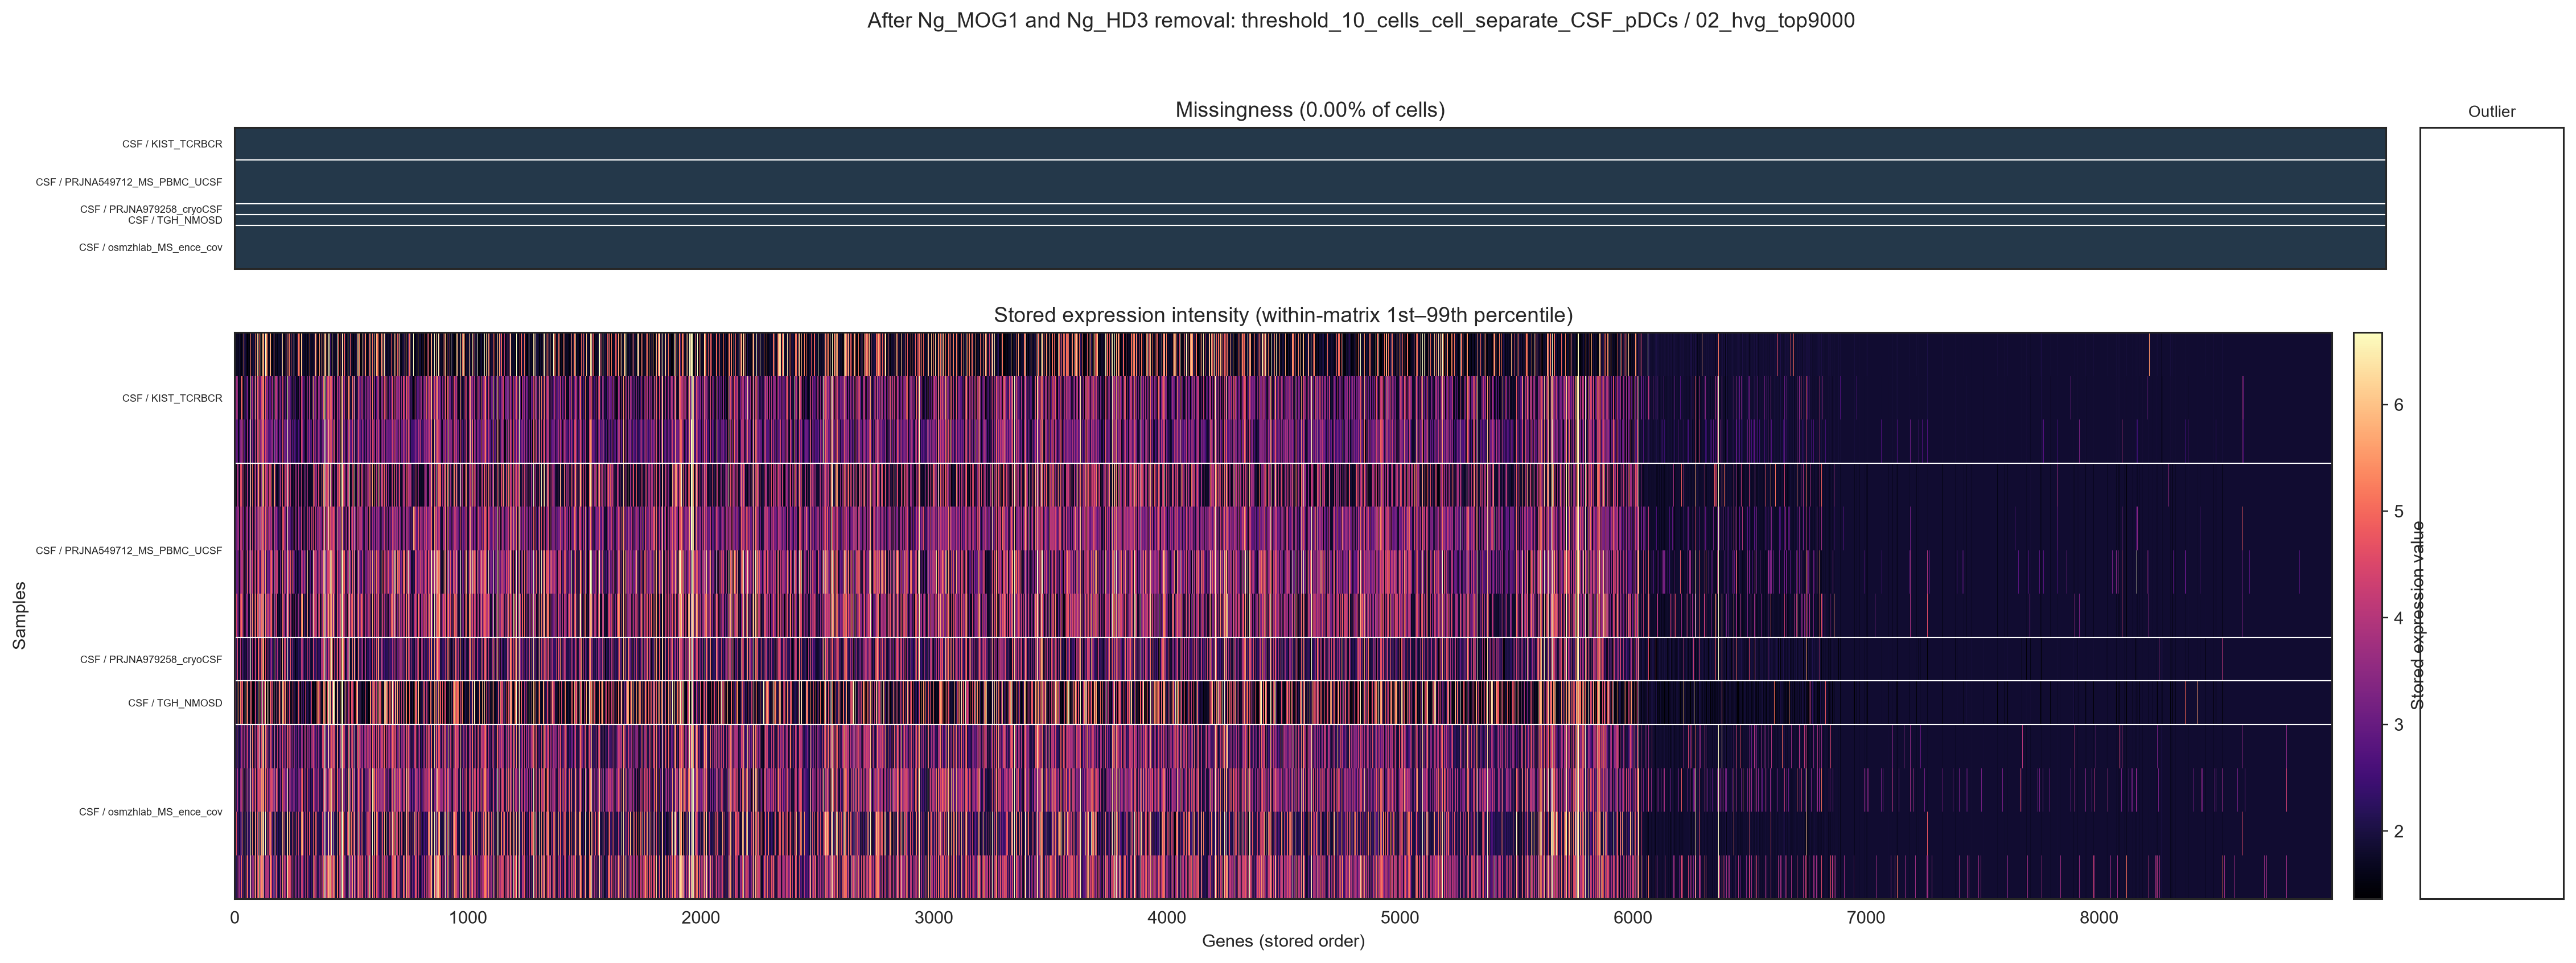 After Ng_MOG1 and Ng_HD3 removal: threshold_10_cells_cell_separate_CSF_pDCs / 02_hvg_top9000
Missingness (0.00% of cells)
Outlier
CSF / KIST_TCRBCR
CSF / PRJNA549712_MS_PBMC_UCSF
CSF / PRJNA979258_cryoCSF
CSF / TGH_NMOSD
CSF / osmzhlab_MS_ence_cov
Stored expression intensity (within-matrix 1st–99th percentile)
Samples
CSF / KIST_TCRBCR
CSF / PRJNA549712_MS_PBMC_UCSF
CSF / PRJNA979258_cryoCSF
CSF / TGH_NMOSD
CSF / osmzhlab_MS_ence_cov
6
5
4
3
2
Stored expression value
0 1000 2000 3000 4000 5000 6000 7000 8000
Genes (stored order)